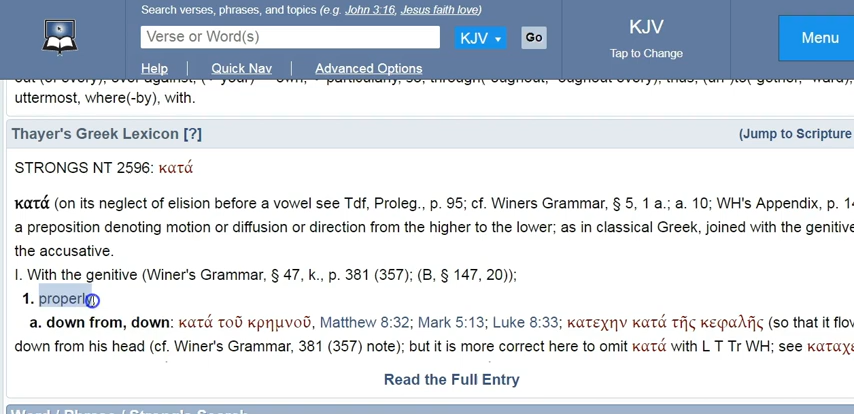 Search verses, phrases, and topics (e.g. John 3:16, Jesus faith love)
Verse or Word(s)
KJV
Go
KJV
Tap to Change
Menu
Help
Quick Nav
Advanced Options
uttermost, where(-by), with.
Thayer's Greek Lexicon [?]
(Jump to Scripture
STRONGS NT 2596: κατά
κατά (on its neglect of elision before a vowel see Tdf, Proleg., p. 95; cf. Winers Grammar, § 5, 1 a.; a. 10; WH's Appendix, p. 14
a preposition denoting motion or diffusion or direction from the higher to the lower; as in classical Greek, joined with the genitive
the accusative.
I. With the genitive (Winer's Grammar, § 47, k., p. 381 (357); (B, § 147, 20));
1. properly,
a. down from, down: κατά τοῦ κρημνοῦ, Matthew 8:32; Mark 5:13; Luke 8:33; κατεχην κατά τῆς κεφαλῆς (so that it flow
down from his head (cf. Winer's Grammar, 381 (357) note); but it is more correct here to omit κατά with L T Tr WH; see καταχε
Read the Full Entry